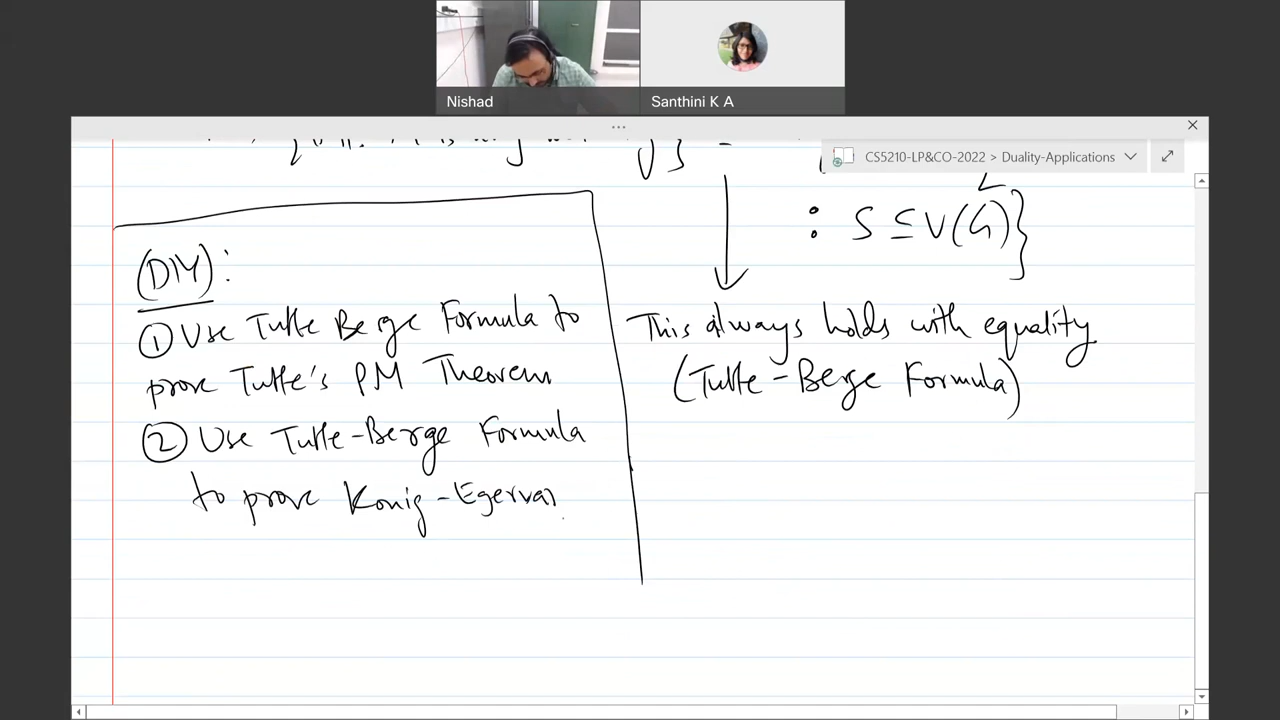 Nishad
Santhini K A
CS5210-LP&CO-2022 > Duality-Applications
: S ⊆ V(G)}
(DIY):
① Use Tutte Berge Formula to
prove Tutte's PM Theorem
② Use Tutte-Berge Formula
to prove Konig-Egervar
This always holds with equality
(Tutte-Berge Formula)